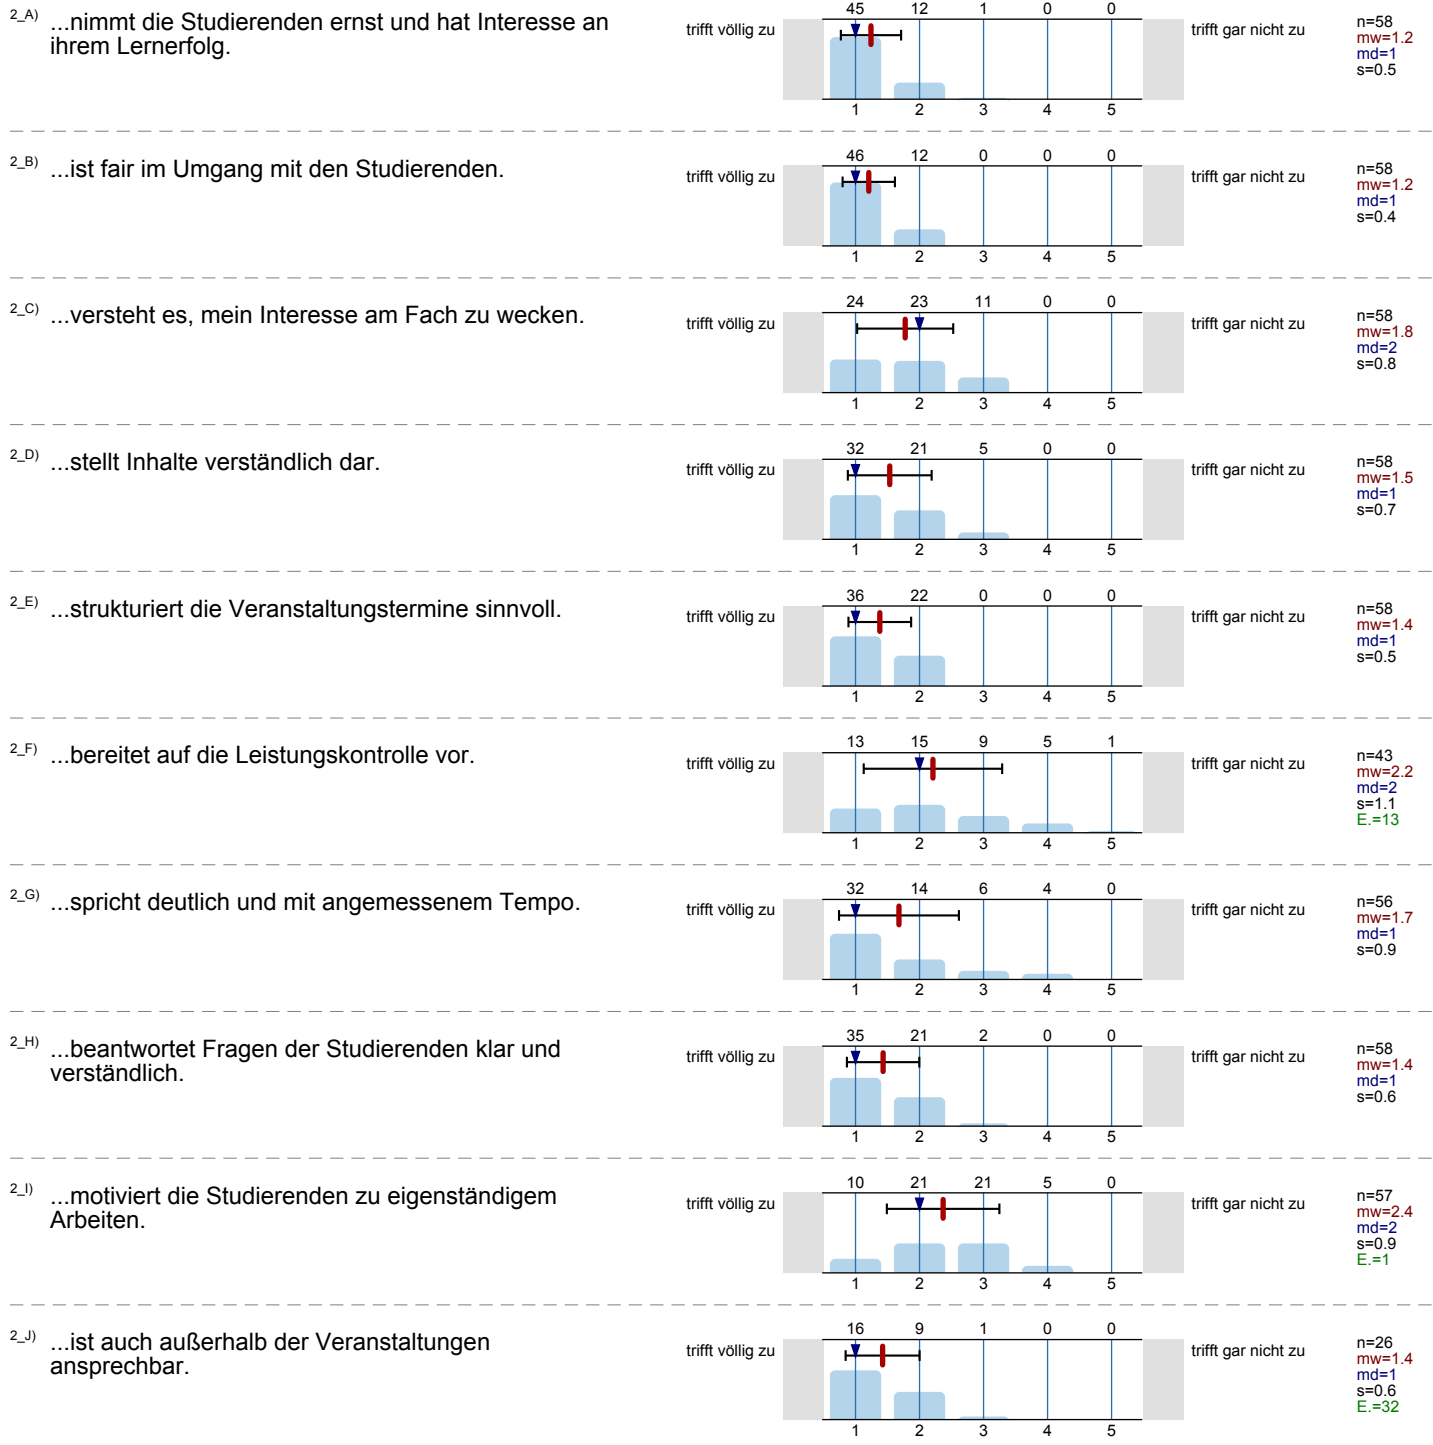 2_A) ...nimmt die Studierenden ernst und hat Interesse an
ihrem Lernerfolg.
trifft völlig zu
45 12 1 0 0
1 2 3 4 5
trifft gar nicht zu
n=58
mw=1.2
md=1
s=0.5
2_B) ...ist fair im Umgang mit den Studierenden.
trifft völlig zu
46 12 0 0 0
1 2 3 4 5
trifft gar nicht zu
n=58
mw=1.2
md=1
s=0.4
2_C) ...versteht es, mein Interesse am Fach zu wecken.
trifft völlig zu
24 23 11 0 0
1 2 3 4 5
trifft gar nicht zu
n=58
mw=1.8
md=2
s=0.8
2_D) ...stellt Inhalte verständlich dar.
trifft völlig zu
32 21 5 0 0
1 2 3 4 5
trifft gar nicht zu
n=58
mw=1.5
md=1
s=0.7
2_E) ...strukturiert die Veranstaltungstermine sinnvoll.
trifft völlig zu
36 22 0 0 0
1 2 3 4 5
trifft gar nicht zu
n=58
mw=1.4
md=1
s=0.5
2_F) ...bereitet auf die Leistungskontrolle vor.
trifft völlig zu
13 15 9 5 1
1 2 3 4 5
trifft gar nicht zu
n=43
mw=2.2
md=2
s=1.1
E.=13
2_G) ...spricht deutlich und mit angemessenem Tempo.
trifft völlig zu
32 14 6 4 0
1 2 3 4 5
trifft gar nicht zu
n=56
mw=1.7
md=1
s=0.9
2_H) ...beantwortet Fragen der Studierenden klar und
verständlich.
trifft völlig zu
35 21 2 0 0
1 2 3 4 5
trifft gar nicht zu
n=58
mw=1.4
md=1
s=0.6
2_I) ...motiviert die Studierenden zu eigenständigem
Arbeiten.
trifft völlig zu
10 21 21 5 0
1 2 3 4 5
trifft gar nicht zu
n=57
mw=2.4
md=2
s=0.9
E.=1
2_J) ...ist auch außerhalb der Veranstaltungen
ansprechbar.
trifft völlig zu
16 9 1 0 0
1 2 3 4 5
trifft gar nicht zu
n=26
mw=1.4
md=1
s=0.6
E.=32